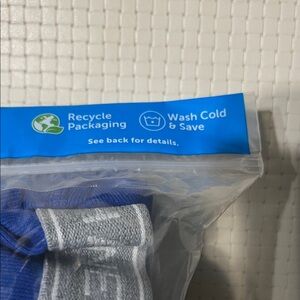 Recycle
Packaging
Wash Cold
& Save
See back for details.